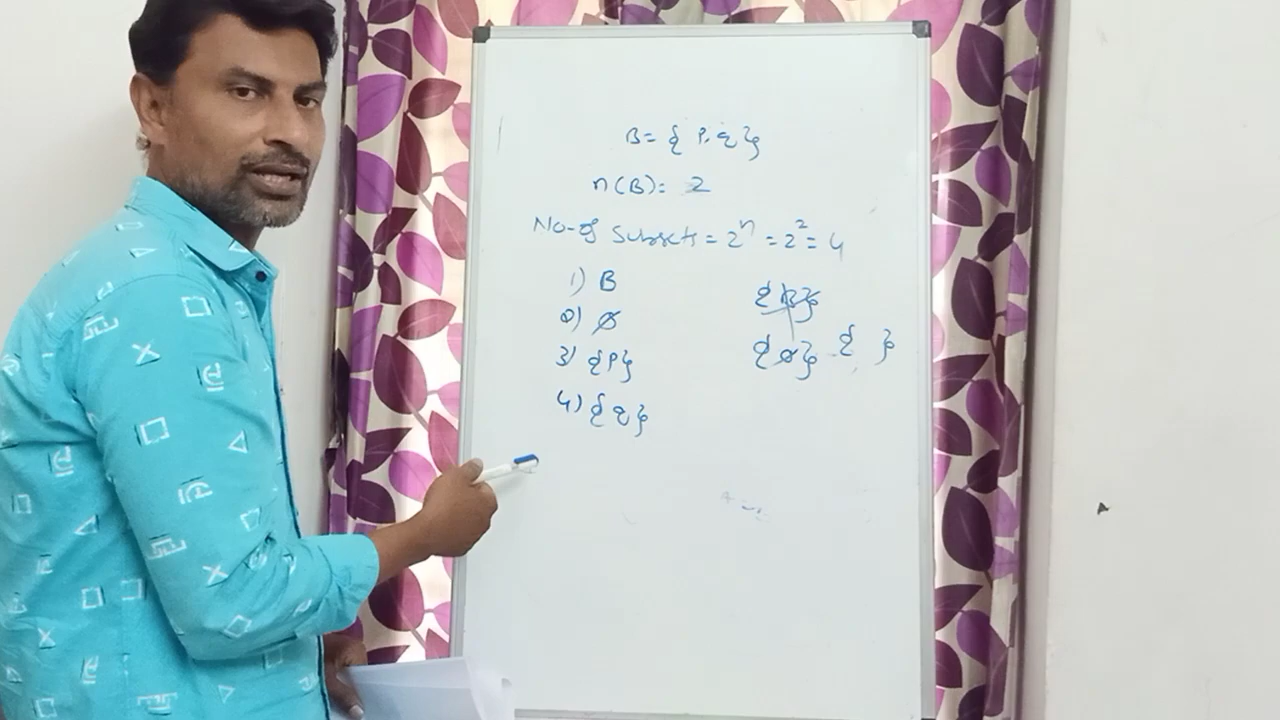 B = { P, q }
n(B) = 2
No-of subsets = 2ⁿ = 2² = 4
1) B
2) ∅
3) {P}
4) {q}
{B}
{∅} { }